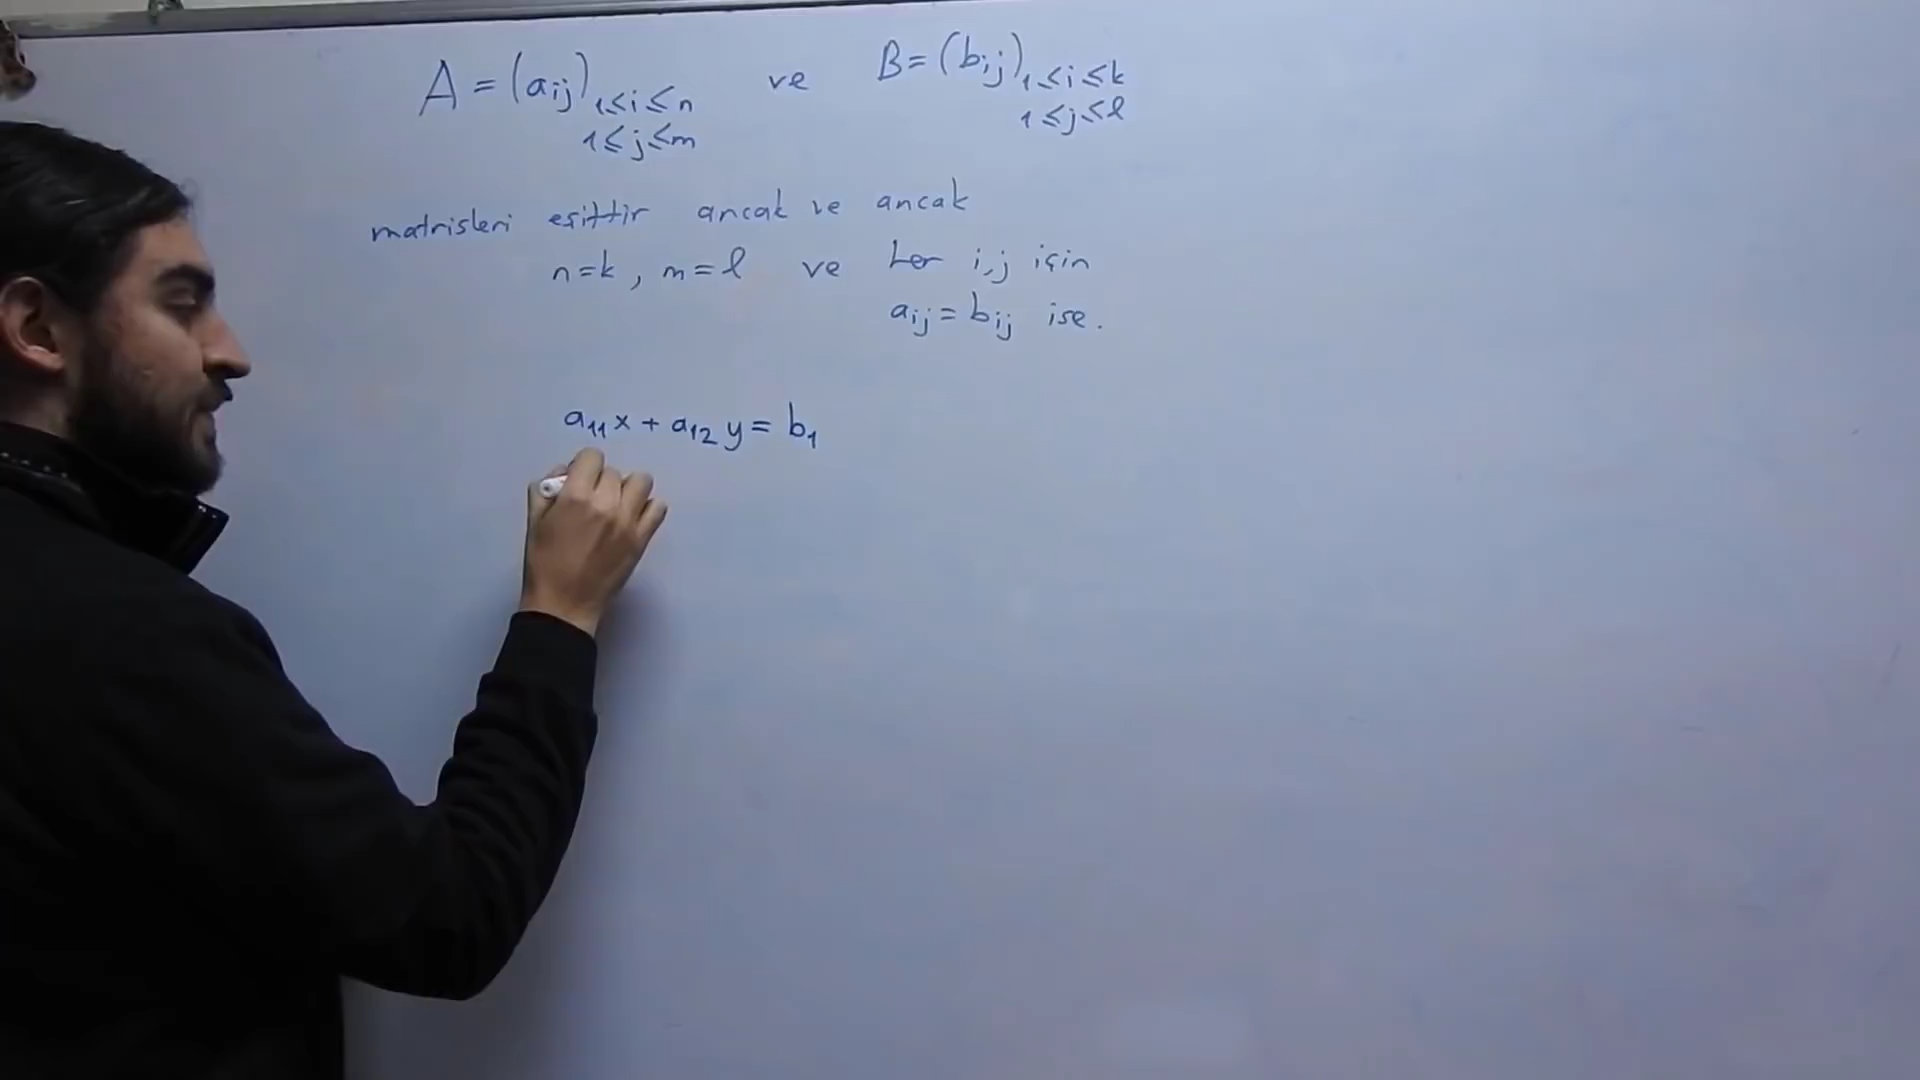 A = (aij) 1≤i≤n ve B = (bij) 1≤i≤k
1≤j≤m 1≤j≤l
matrisleri eşittir ancak ve ancak
n=k, m=l ve her i,j için
aij = bij ise.
a11x + a12y = b1